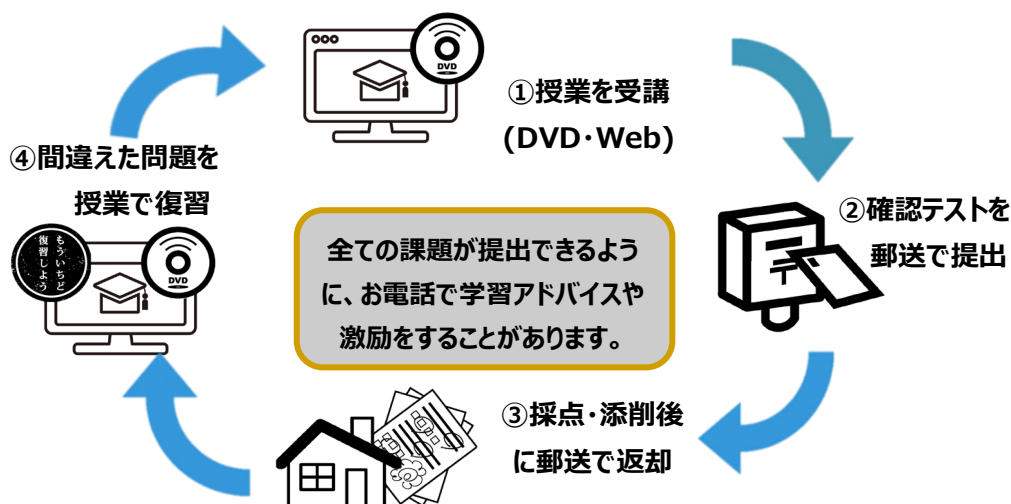 DVD
①授業を受講
(DVD・Web)
②確認テストを
郵送で提出
③採点・添削後
に郵送で返却
④間違えた問題を
授業で復習
もういちど
復習しよう
DVD
全ての課題が提出できるよう
に、お電話で学習アドバイスや
激励をすることがあります。